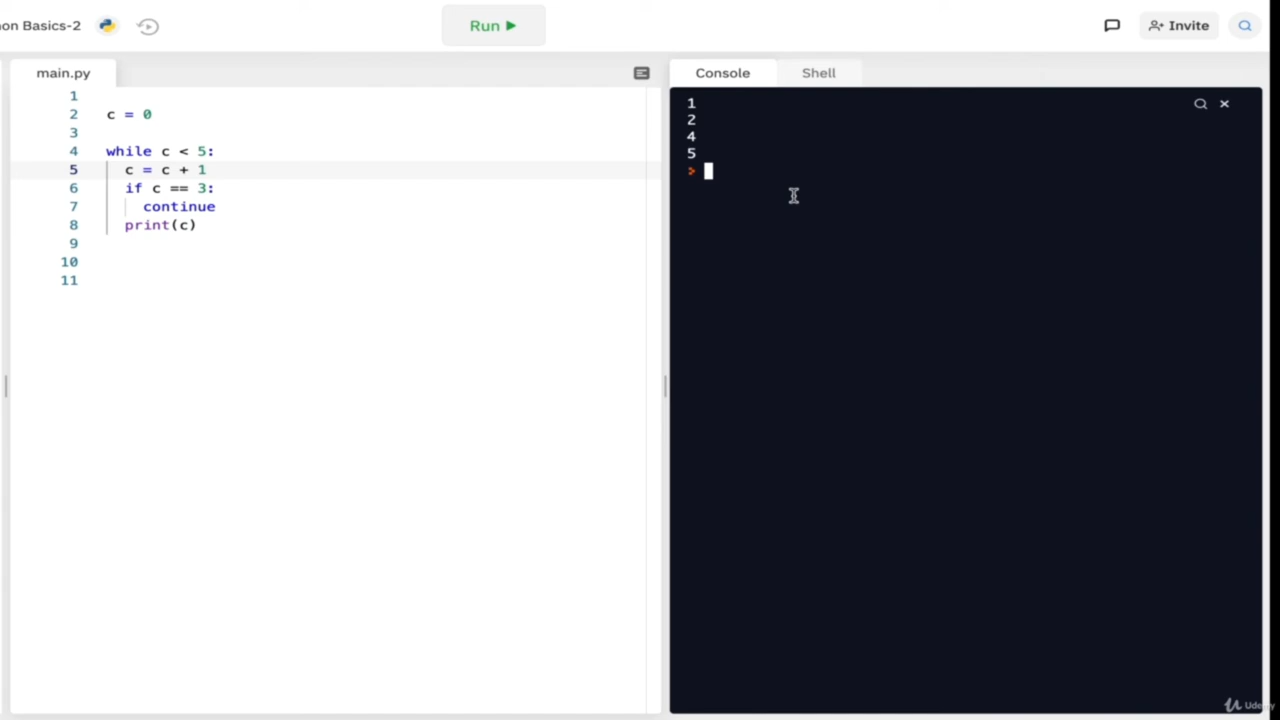 on Basics-2
Run
Invite
main.py
Console
Shell
1
2 c = 0
3
4 while c < 5:
5 c = c + 1
6 if c == 3:
7 continue
8 print(c)
9
10
11
1
2
4
5
>
Udemy